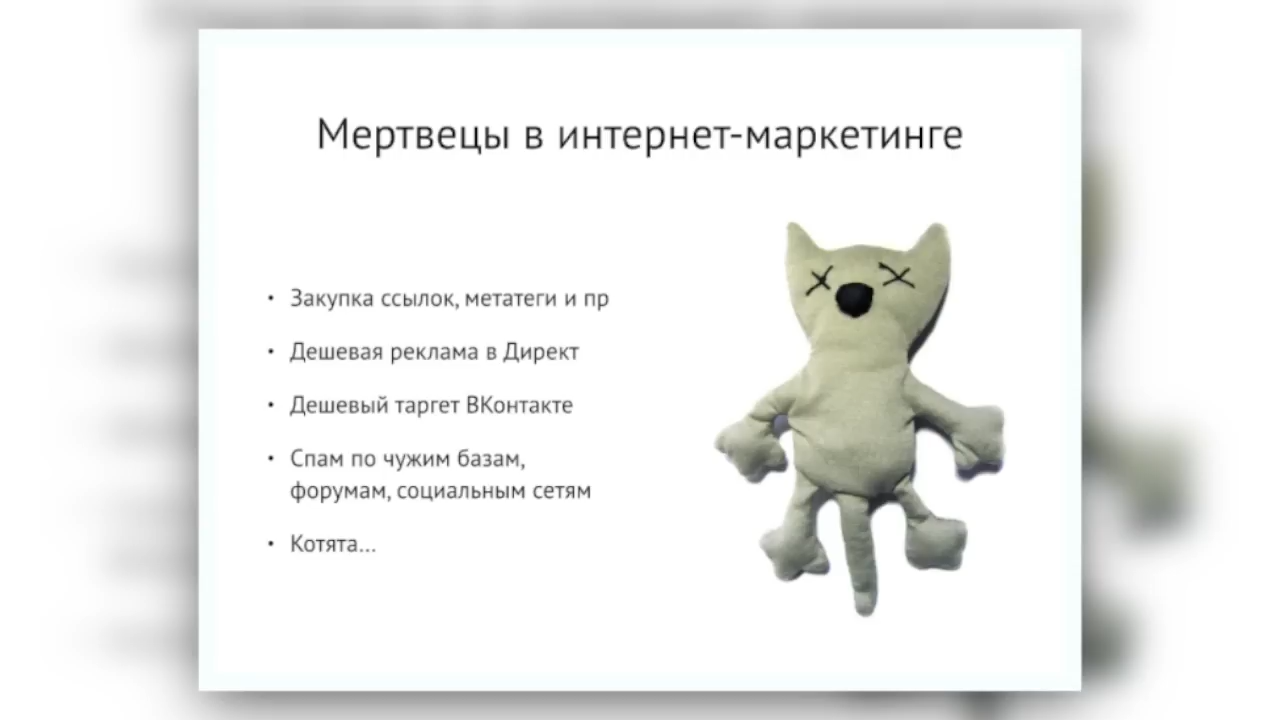 Мертвецы в интернет-маркетинге
• Закупка ссылок, метатеги и пр
• Дешевая реклама в Директ
• Дешевый таргет ВКонтакте
• Спам по чужим базам,
форумам, социальным сетям
• Котята...